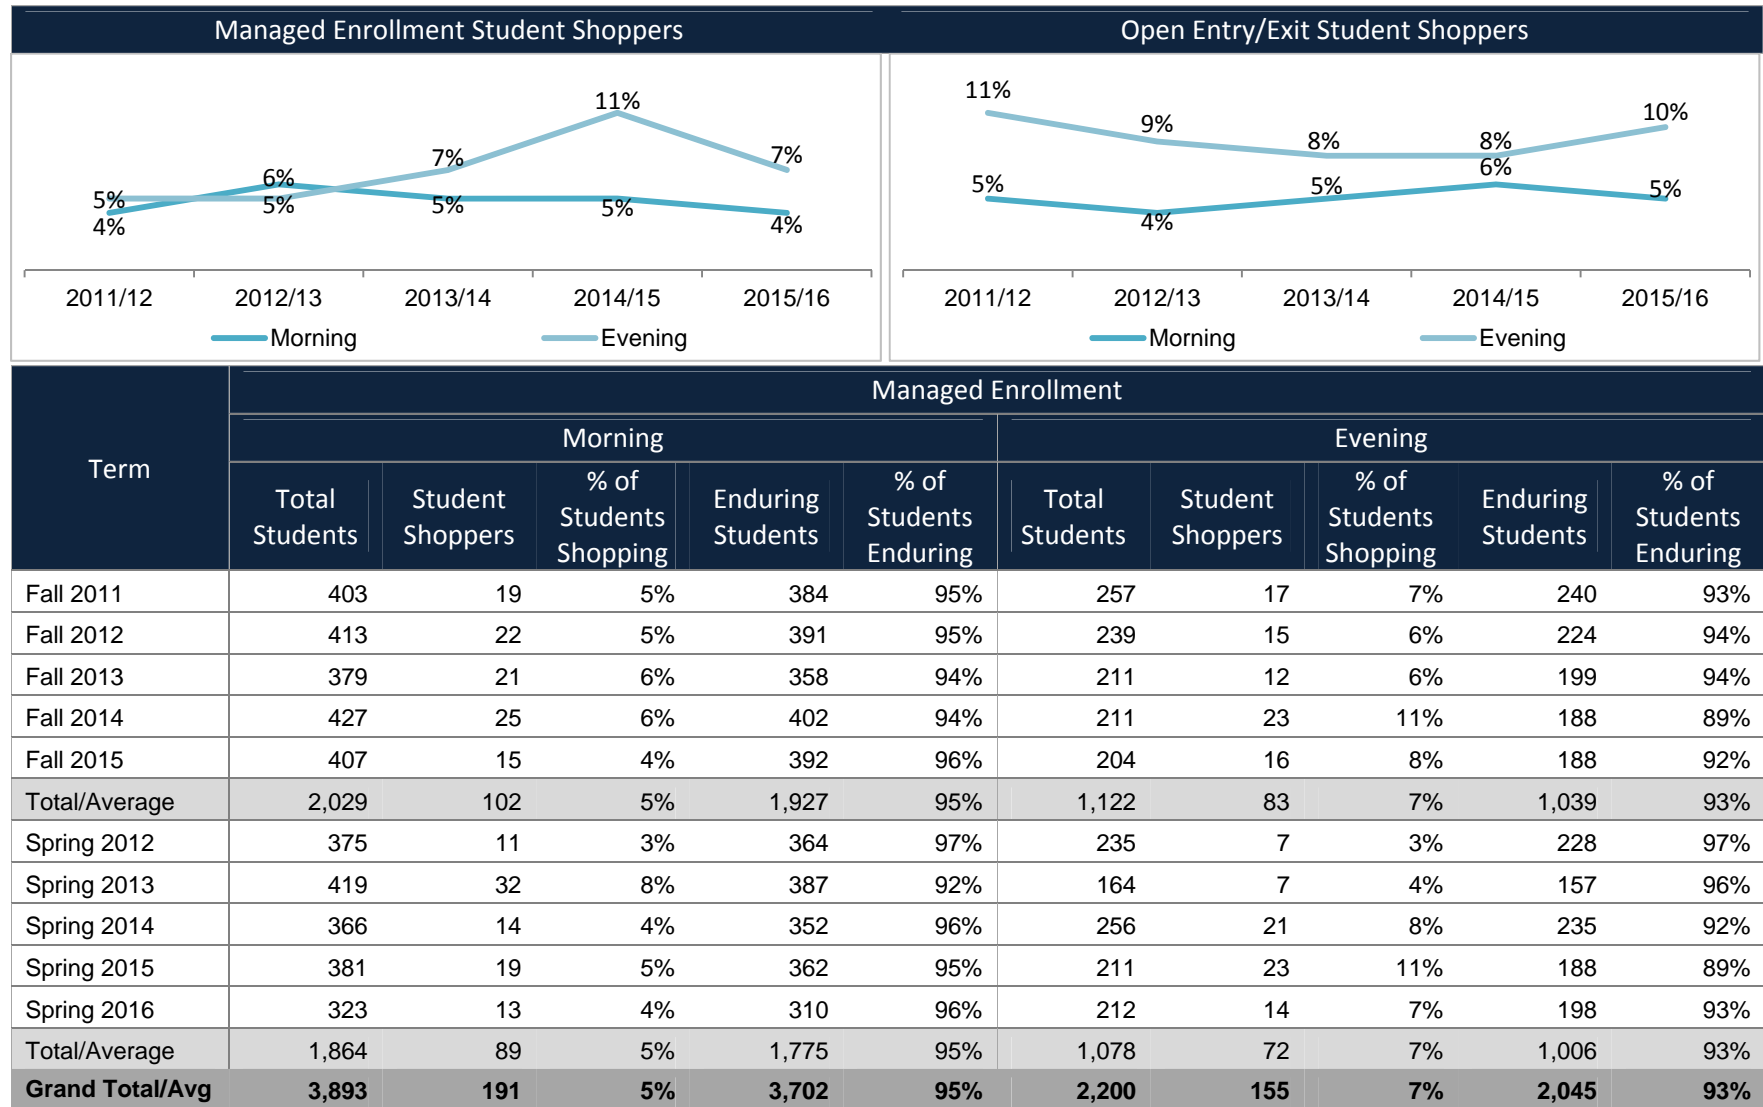 Managed Enrollment Student Shoppers
11%
7%
7%
6%
5%
5%
5%
5%
4%
4%
2011/12 2012/13 2013/14 2014/15 2015/16
Morning Evening
Open Entry/Exit Student Shoppers
11%
9%
8%
8%
10%
5%
4%
5%
6%
5%
2011/12 2012/13 2013/14 2014/15 2015/16
Morning Evening
Managed Enrollment
Morning Evening
Term
Total Students Student Shoppers % of Students Shopping Enduring Students % of Students Enduring Total Students Student Shoppers % of Students Shopping Enduring Students % of Students Enduring
Fall 2011 403 19 5% 384 95% 257 17 7% 240 93%
Fall 2012 413 22 5% 391 95% 239 15 6% 224 94%
Fall 2013 379 21 6% 358 94% 211 12 6% 199 94%
Fall 2014 427 25 6% 402 94% 211 23 11% 188 89%
Fall 2015 407 15 4% 392 96% 204 16 8% 188 92%
Total/Average 2,029 102 5% 1,927 95% 1,122 83 7% 1,039 93%
Spring 2012 375 11 3% 364 97% 235 7 3% 228 97%
Spring 2013 419 32 8% 387 92% 164 7 4% 157 96%
Spring 2014 366 14 4% 352 96% 256 21 8% 235 92%
Spring 2015 381 19 5% 362 95% 211 23 11% 188 89%
Spring 2016 323 13 4% 310 96% 212 14 7% 198 93%
Total/Average 1,864 89 5% 1,775 95% 1,078 72 7% 1,006 93%
Grand Total/Avg 3,893 191 5% 3,702 95% 2,200 155 7% 2,045 93%